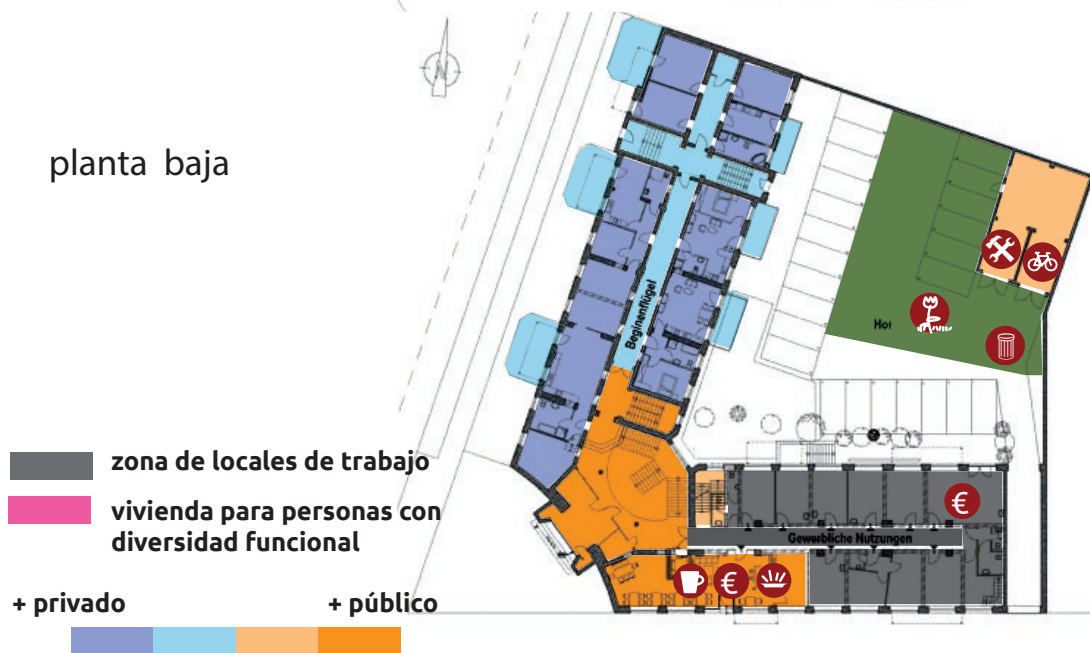 planta baja
Beginenflügel
Hof
zona de locales de trabajo
vivienda para personas con
diversidad funcional
€
Gewerbliche Nutzungen
€
+ privado
+ público